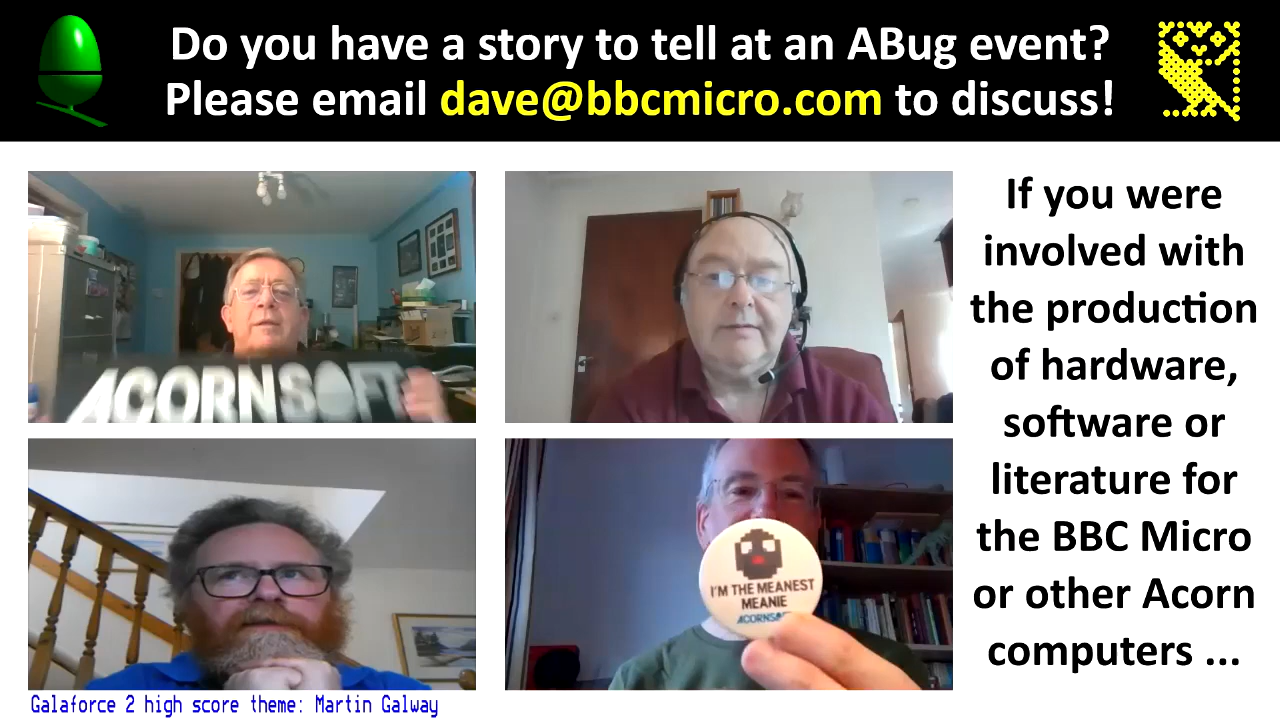 Do you have a story to tell at an ABug event?
Please email dave@bbcmicro.com to discuss!
ACORNSOFT
If you were
involved with
the production
of hardware,
software or
literature for
the BBC Micro
or other Acorn
computers ...
I'M THE MEANEST
MEANIE
ACORNSOFT
Galaforce 2 high score theme: Martin Galway